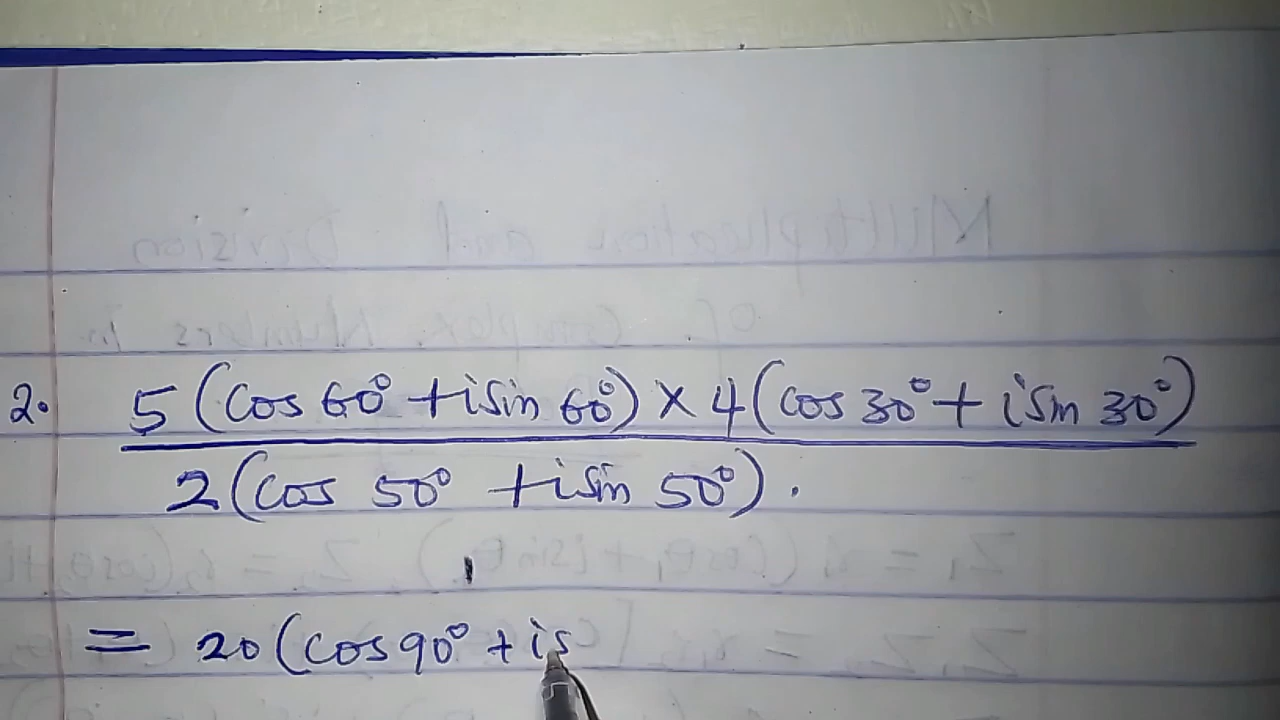 2. 5 (Cos 60° + i Sin 60°) × 4 (Cos 30° + i Sin 30°)
2 (Cos 50° + i Sin 50°).
= 20 (Cos 90° + is